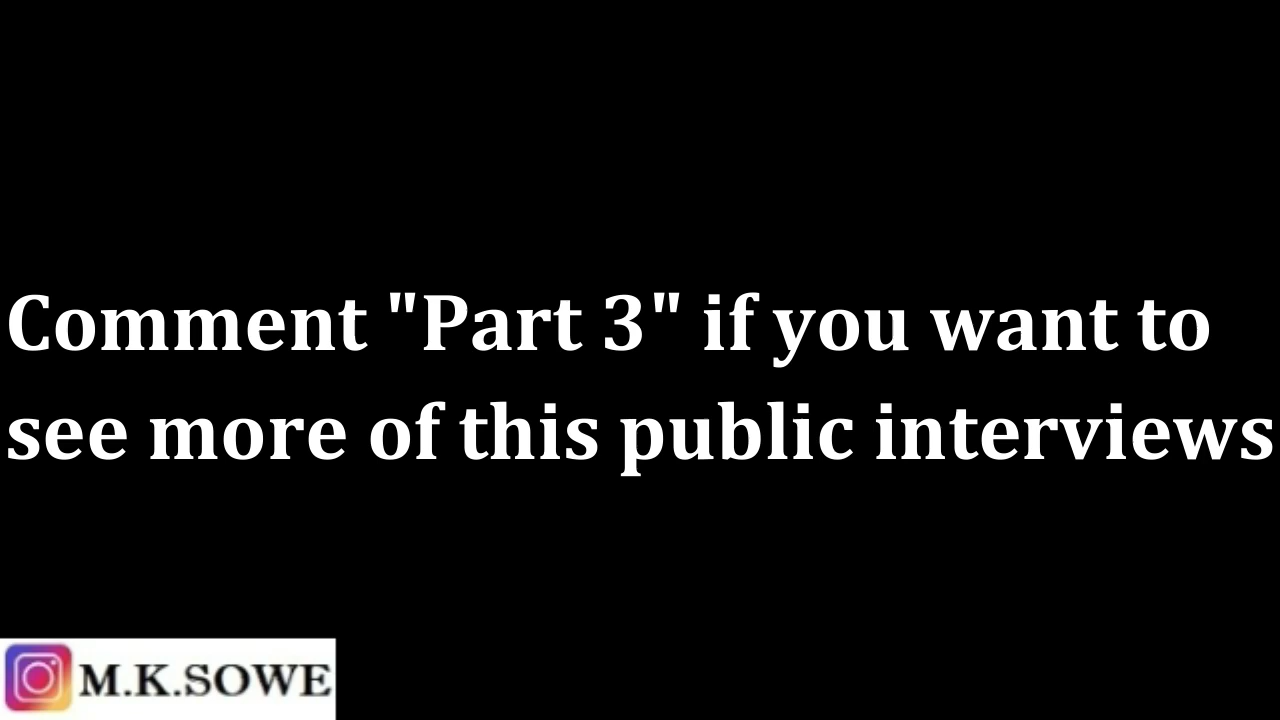 Comment "Part 3" if you want to
see more of this public interviews
M.K.SOWE